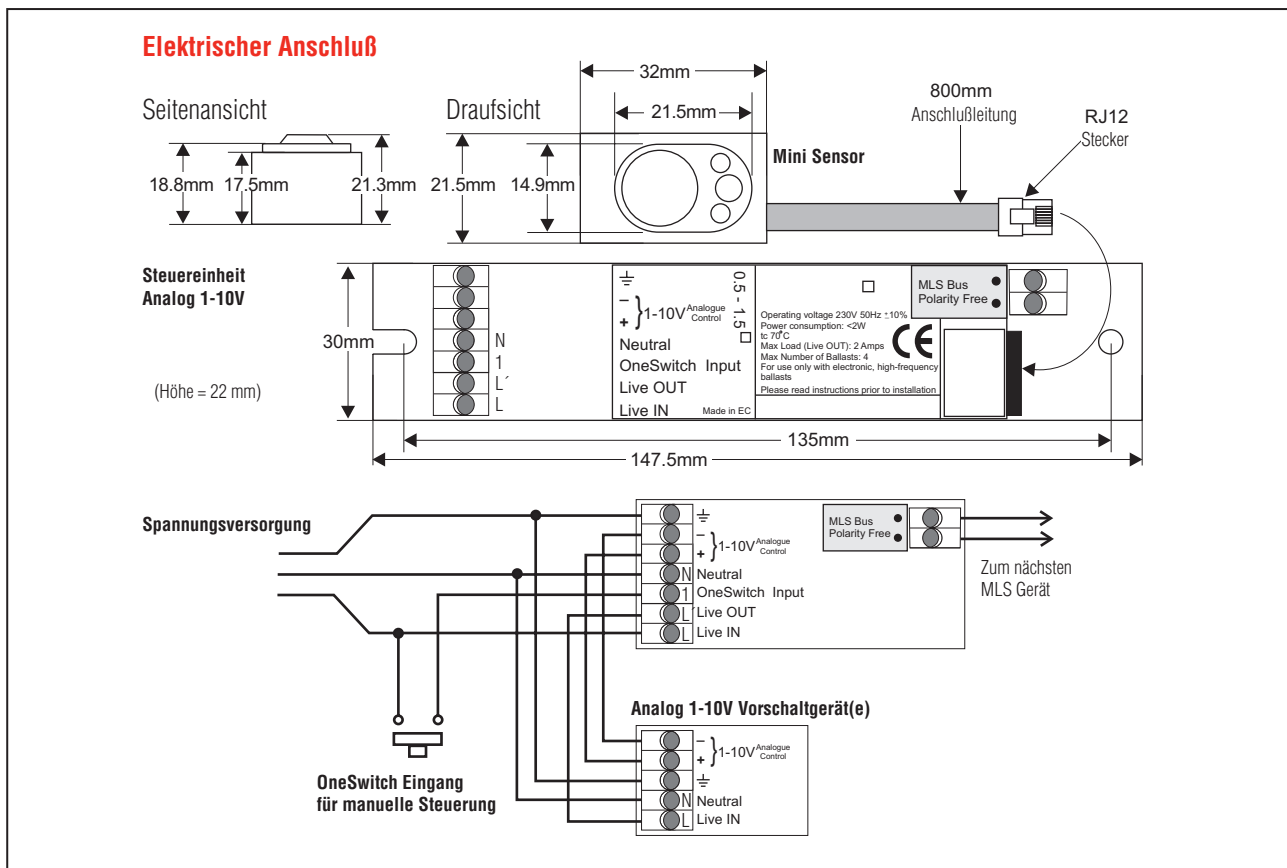 Elektrischer Anschluß
Seitenansicht
Draufsicht
32mm
21.5mm
800mm
Anschlußleitung
RJ12
Stecker
Mini Sensor
18.8mm
17.5mm
21.3mm
21.5mm
14.9mm
Steuereinheit
Analog 1-10V
30mm
(Höhe = 22 mm)
N
1
L´
L
– } 1-10V Analogue
+ Control
Neutral
OneSwitch Input
Live OUT
Live IN
Made in EC
0.5 - 1.5
Operating voltage 230V 50Hz ±10%
Power consumption: <2W
tc 70°C
Max Load (Live OUT): 2 Amps
Max Number of Ballasts: 4
For use only with electronic, high-frequency
ballasts
Please read instructions prior to installation
CE
MLS Bus
Polarity Free
135mm
147.5mm
Spannungsversorgung
– } 1-10V Analogue
+ Control
N Neutral
1 OneSwitch Input
L´ Live OUT
L Live IN
MLS Bus
Polarity Free
Zum nächsten
MLS Gerät
OneSwitch Eingang
für manuelle Steuerung
Analog 1-10V Vorschaltgerät(e)
– } 1-10V Analogue
+ Control
N Neutral
L Live IN